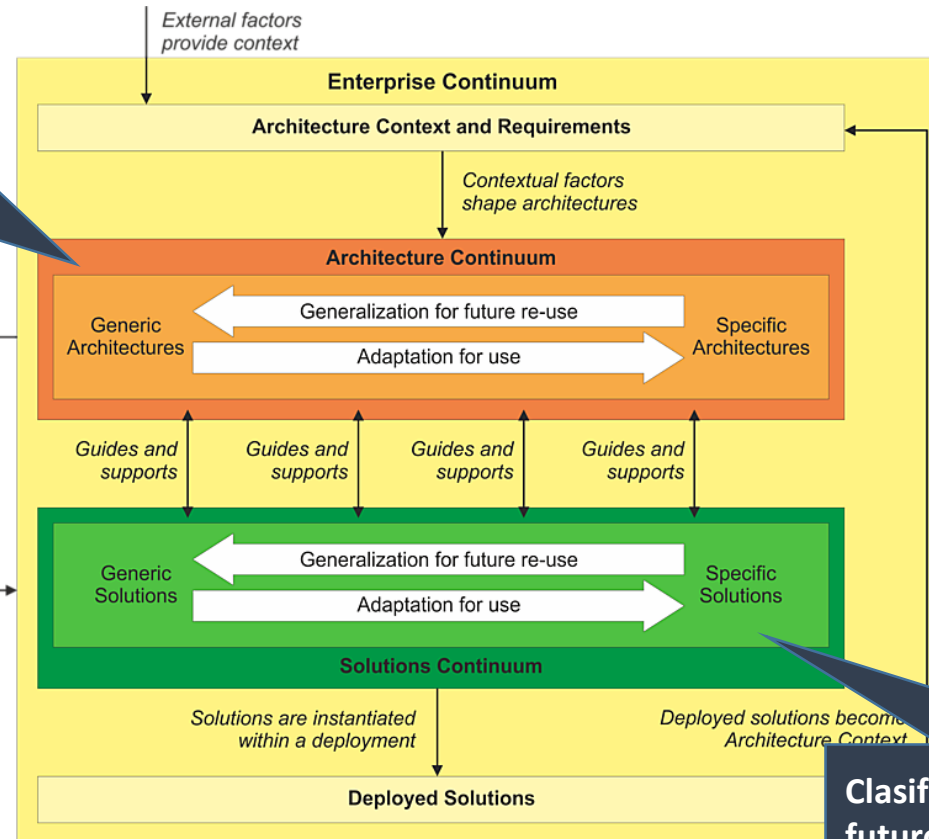 External factors
provide context
Enterprise Continuum
Architecture Context and Requirements
Contextual factors
shape architectures
Architecture Continuum
Generic
Architectures
Generalization for future re-use
Adaptation for use
Specific
Architectures
Guides and
supports
Guides and
supports
Guides and
supports
Guides and
supports
Generic
Solutions
Generalization for future re-use
Adaptation for use
Specific
Solutions
Solutions Continuum
Solutions are instantiated
within a deployment
Deployed solutions become
Architecture Context
Deployed Solutions
Clasif
future